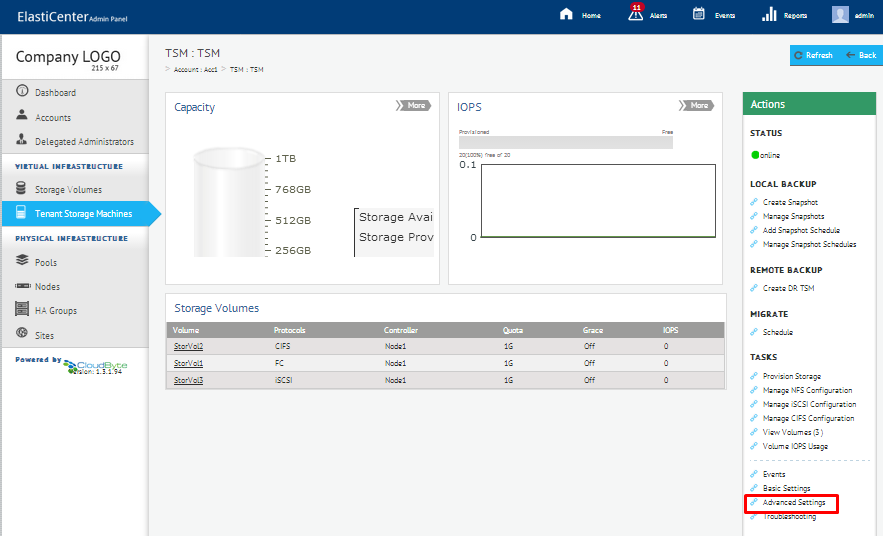 ElastiCenter Admin Panel
Home
11
Alerts
Events
Reports
admin
Company LOGO
215 x 67
Dashboard
Accounts
Delegated Administrators
VIRTUAL INFRASTRUCTURE
Storage Volumes
Tenant Storage Machines
PHYSICAL INFRASTRUCTURE
Pools
Nodes
HA Groups
Sites
Powered by CloudByte
Version: 1.3.1.94
TSM : TSM
> Account : Acc1 > TSM : TSM
Refresh
Back
Capacity
More
1TB
768GB
512GB
256GB
Storage Avai
Storage Prov
IOPS
More
Provisioned Free
20(100%) free of 20
0.1
0
Storage Volumes
Volume Protocols Controller Quota Grace IOPS
StorVol2 CIFS Node1 1G Off 0
StorVol1 FC Node1 1G Off 0
StorVol3 iSCSI Node1 1G Off 0
Actions
STATUS
online
LOCAL BACKUP
Create Snapshot
Manage Snapshots
Add Snapshot Schedule
Manage Snapshot Schedules
REMOTE BACKUP
Create DR TSM
MIGRATE
Schedule
TASKS
Provision Storage
Manage NFS Configuration
Manage iSCSI Configuration
Manage CIFS Configuration
View Volumes (3)
Volume IOPS Usage
Events
Basic Settings
Advanced Settings
Troubleshooting